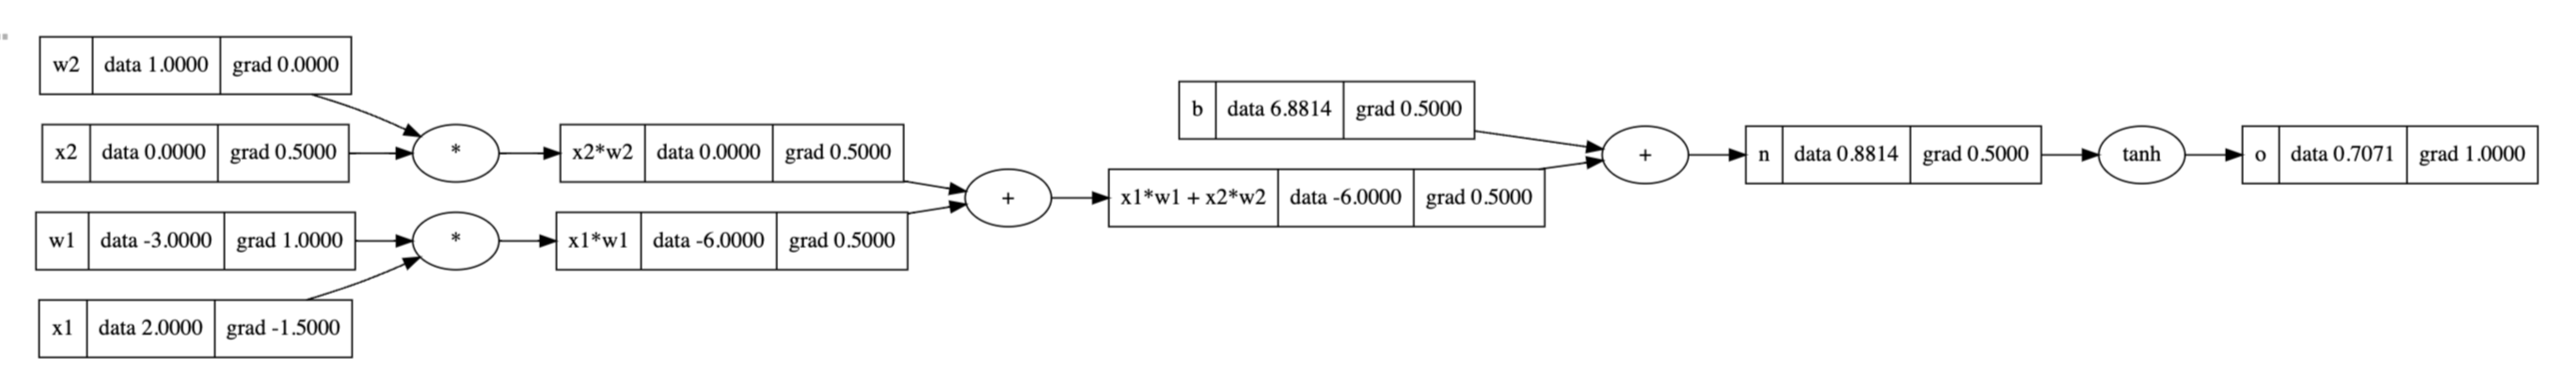 w2 data 1.0000 grad 0.0000
x2 data 0.0000 grad 0.5000
*
x2*w2 data 0.0000 grad 0.5000
w1 data -3.0000 grad 1.0000
*
x1*w1 data -6.0000 grad 0.5000
x1 data 2.0000 grad -1.5000
+
b data 6.8814 grad 0.5000
x1*w1 + x2*w2 data -6.0000 grad 0.5000
+
n data 0.8814 grad 0.5000
tanh
o data 0.7071 grad 1.0000